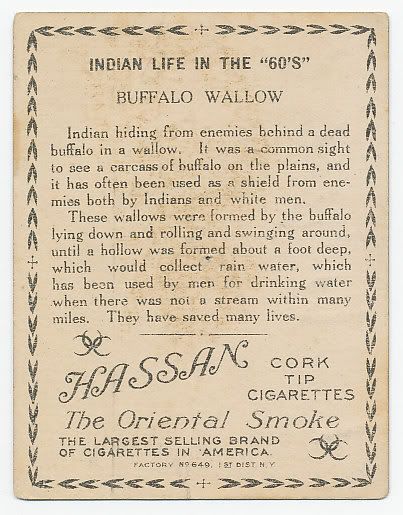 INDIAN LIFE IN THE "60'S"
BUFFALO WALLOW
Indian hiding from enemies behind a dead
buffalo in a wallow. It was a common sight
to see a carcass of buffalo on the plains, and
it has often been used as a shield from ene-
mies both by Indians and white men.
These wallows were formed by the buffalo
lying down and rolling and swinging around,
until a hollow was formed about a foot deep,
which would collect rain water, which
has been used by men for drinking water
when there was not a stream within many
miles. They have saved many lives.
HASSAN
CORK
TIP
CIGARETTES
The Oriental Smoke
THE LARGEST SELLING BRAND
OF CIGARETTES IN AMERICA.
FACTORY No 649, 1ST DIST. N.Y.